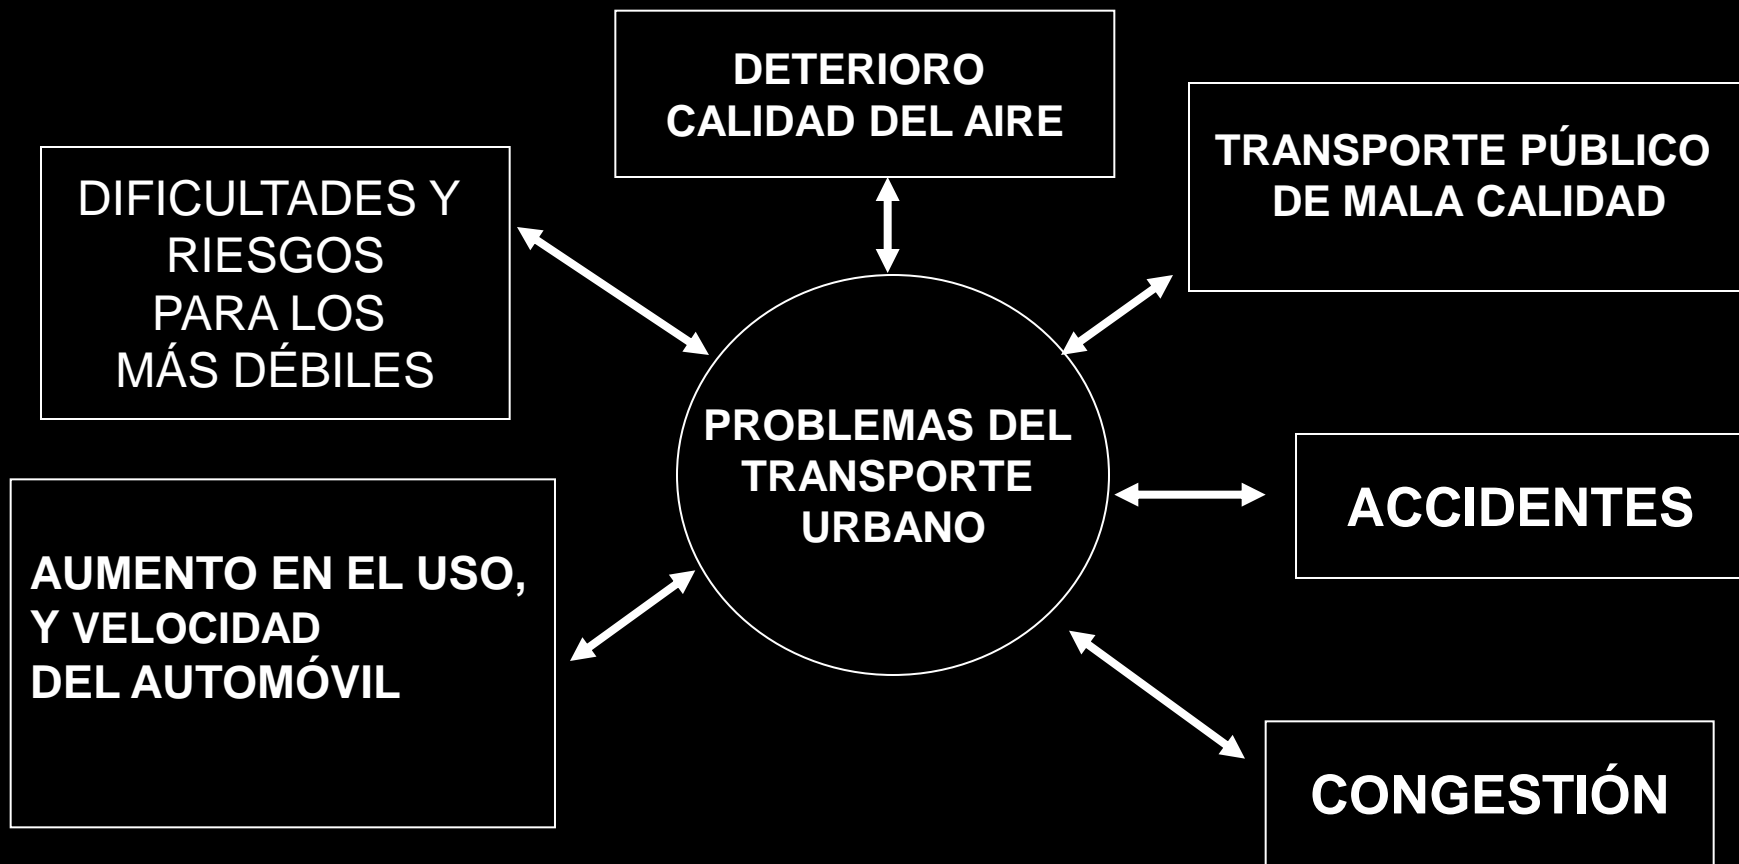 DETERIORO
CALIDAD DEL AIRE
TRANSPORTE PÚBLICO
DE MALA CALIDAD
DIFICULTADES Y
RIESGOS
PARA LOS
MÁS DÉBILES
PROBLEMAS DEL
TRANSPORTE
URBANO
ACCIDENTES
AUMENTO EN EL USO,
Y VELOCIDAD
DEL AUTOMÓVIL
CONGESTIÓN